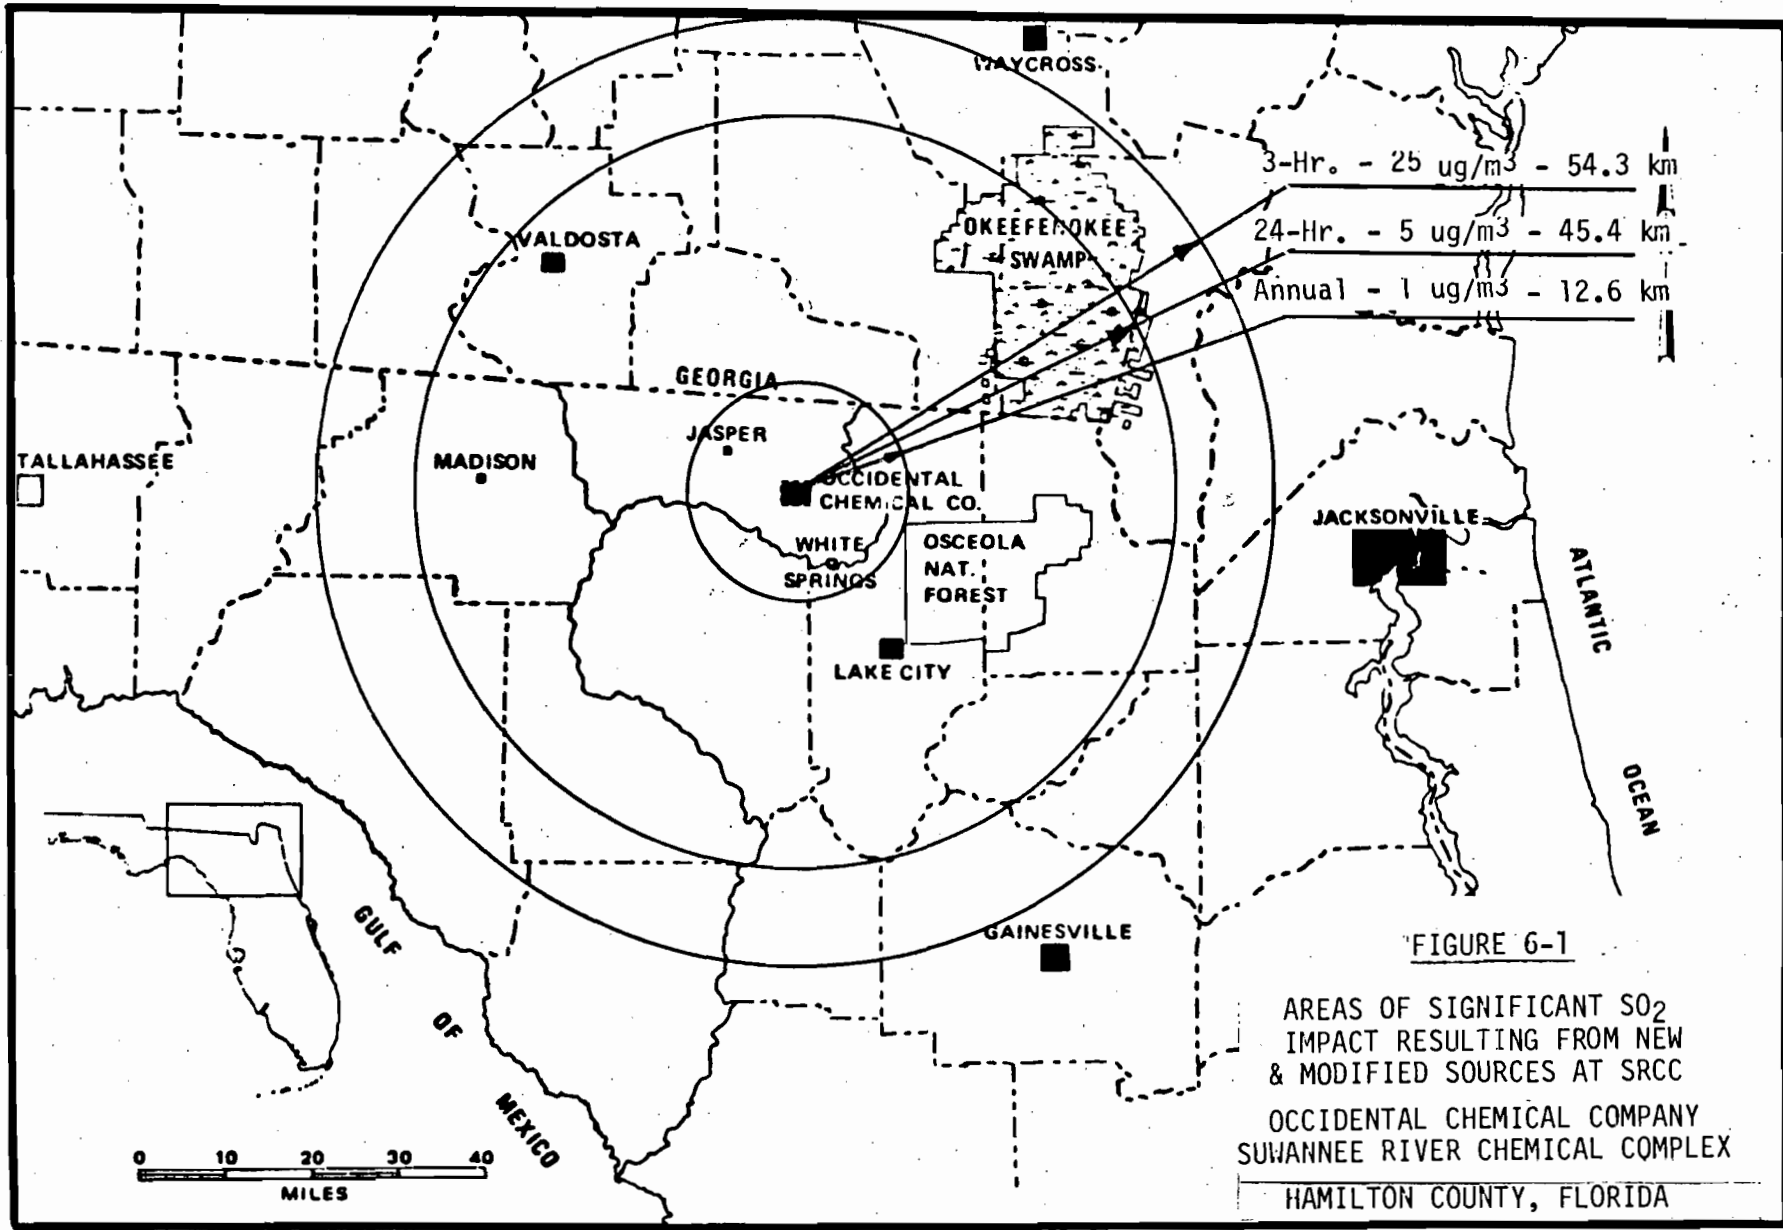 WAYCROSS
3-Hr. - 25 ug/m3 - 54.3 km
OKEEFENOKEE
SWAMP
24-Hr. - 5 ug/m3 - 45.4 km
VALDOSTA
Annual - 1 ug/m3 - 12.6 km
GEORGIA
JASPER
TALLAHASSEE
MADISON
OCCIDENTAL
CHEMICAL CO.
JACKSONVILLE
WHITE
SPRINGS
OSCEOLA
NAT.
FOREST
LAKE CITY
ATLANTIC
OCEAN
GULF
OF
MEXICO
GAINESVILLE
FIGURE 6-1
AREAS OF SIGNIFICANT SO2
IMPACT RESULTING FROM NEW
& MODIFIED SOURCES AT SRCC
OCCIDENTAL CHEMICAL COMPANY
SUWANNEE RIVER CHEMICAL COMPLEX
HAMILTON COUNTY, FLORIDA
0 10 20 30 40
MILES